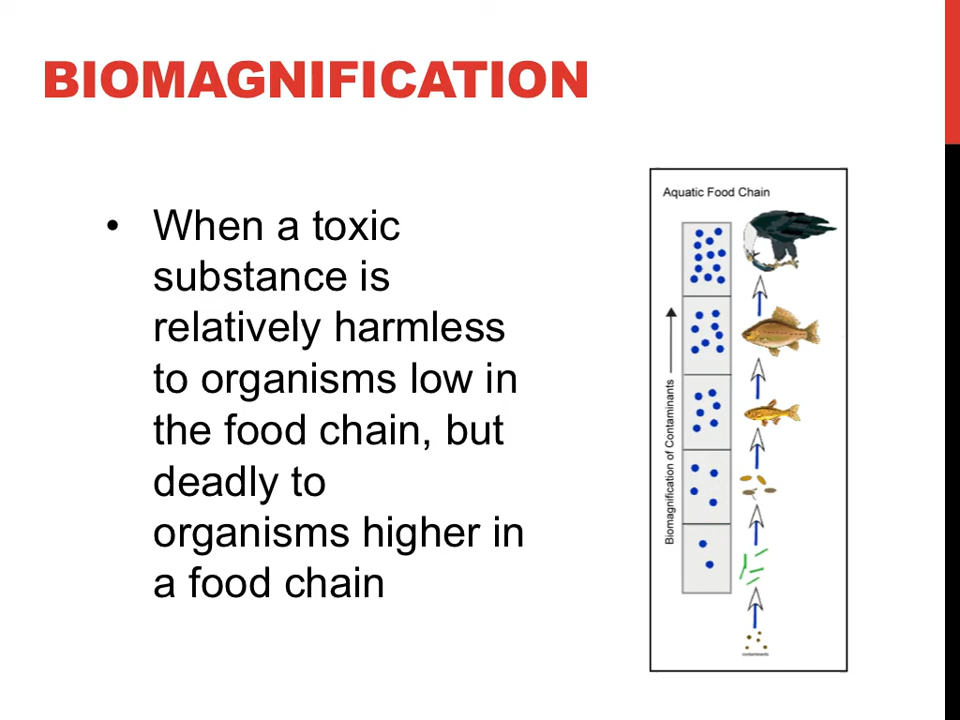 BIOMAGNIFICATION
• When a toxic
substance is
relatively harmless
to organisms low in
the food chain, but
deadly to
organisms higher in
a food chain
Aquatic Food Chain
Biomagnification of Contaminants
contaminants